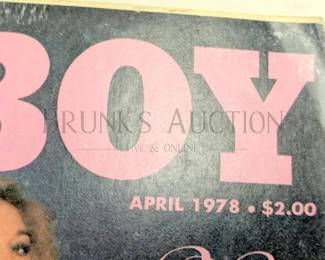 BOY
BRUNK'S AUCTION
LIVE & ONLINE
APRIL 1978 • $2.00